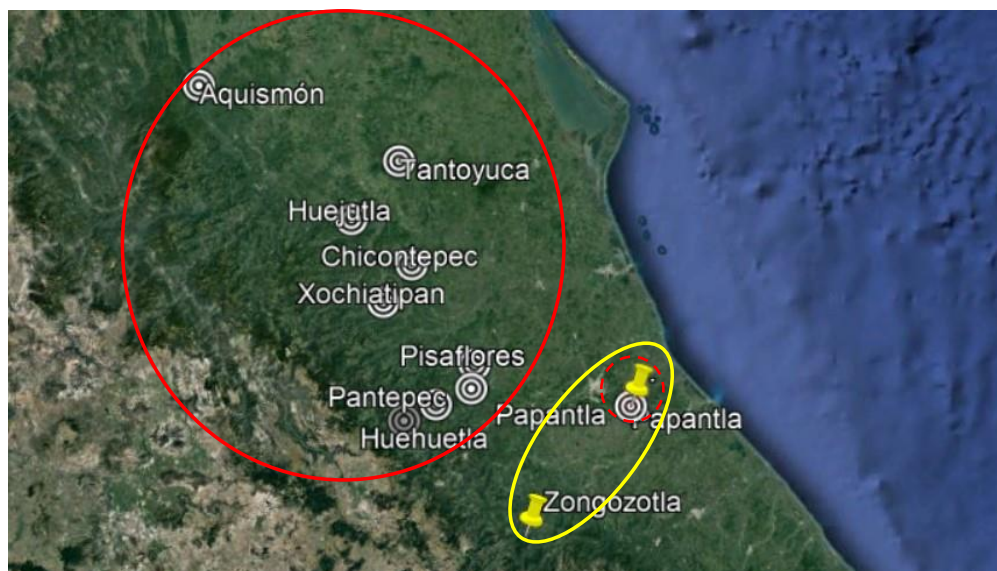 Aquismón
Tantoyuca
Huejutla
Chicontepec
Xochiatipan
Pisaflores
Pantepec
Papantla
Papantla
Huehuetla
Zongozotla